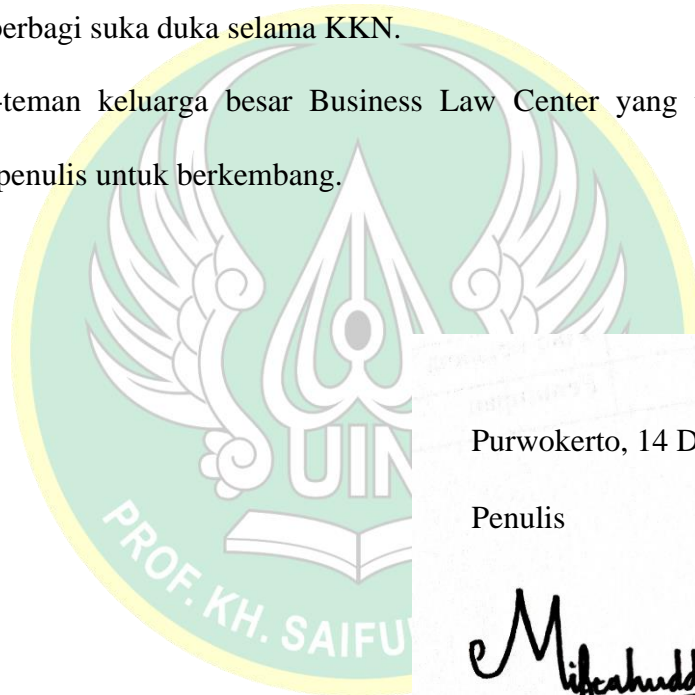 berbagi suka duka selama KKN.
-teman keluarga besar Business Law Center yang
penulis untuk berkembang.
UIN
PROF. KH. SAIFU
Purwokerto, 14 D
Penulis